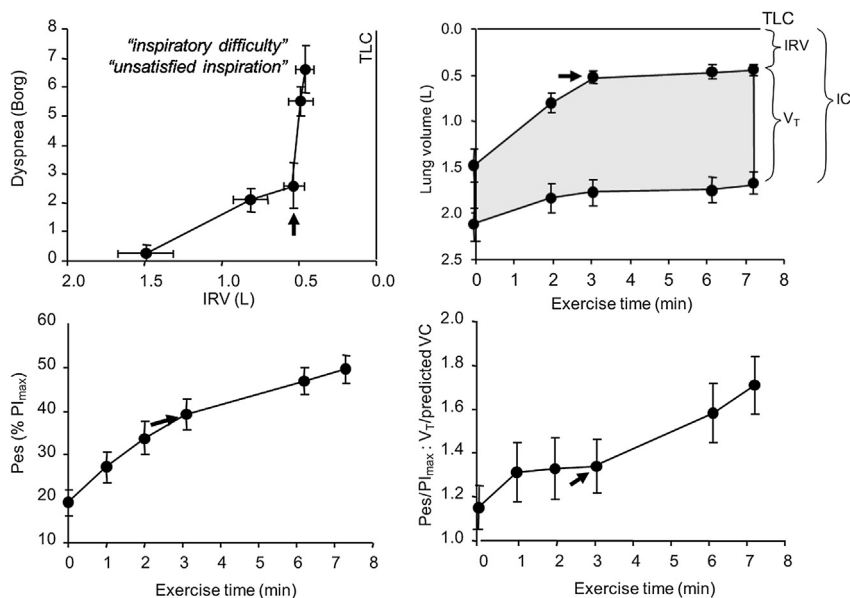 8
7
6
5
4
3
2
1
0
Dyspnea (Borg)
"inspiratory difficulty"
"unsatisfied inspiration"
TLC
2.0 1.5 1.0 0.5 0.0
IRV (L)
0.0
0.5
1.0
1.5
2.0
2.5
Lung volume (L)
TLC
IRV
IC
VT
0 1 2 3 4 5 6 7 8
Exercise time (min)
60
50
40
30
20
10
Pes (% PImax)
0 1 2 3 4 5 6 7 8
Exercise time (min)
2.0
1.8
1.6
1.4
1.2
1.0
Pes/PImax : VT/predicted VC
0 1 2 3 4 5 6 7 8
Exercise time (min)